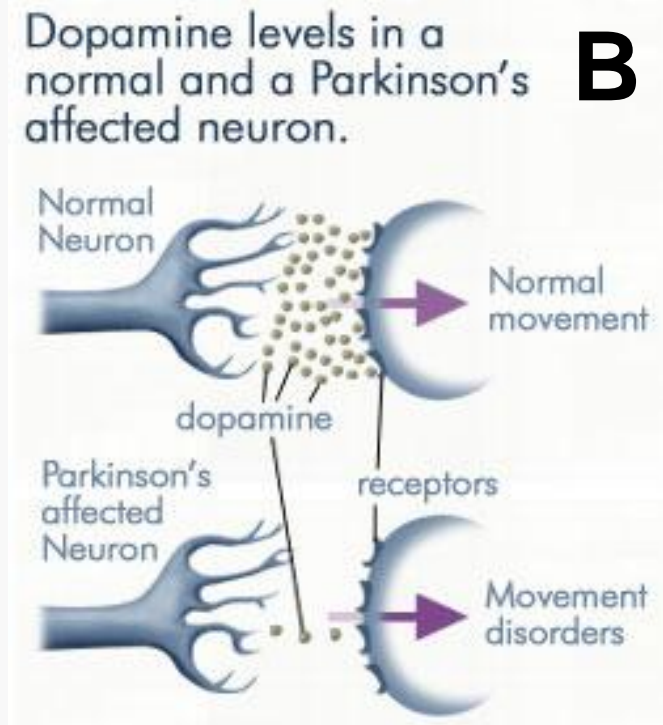 Dopamine levels in a
normal and a Parkinson's
affected neuron.
B
Normal
Neuron
Normal
movement
dopamine
receptors
Parkinson's
affected
Neuron
Movement
disorders